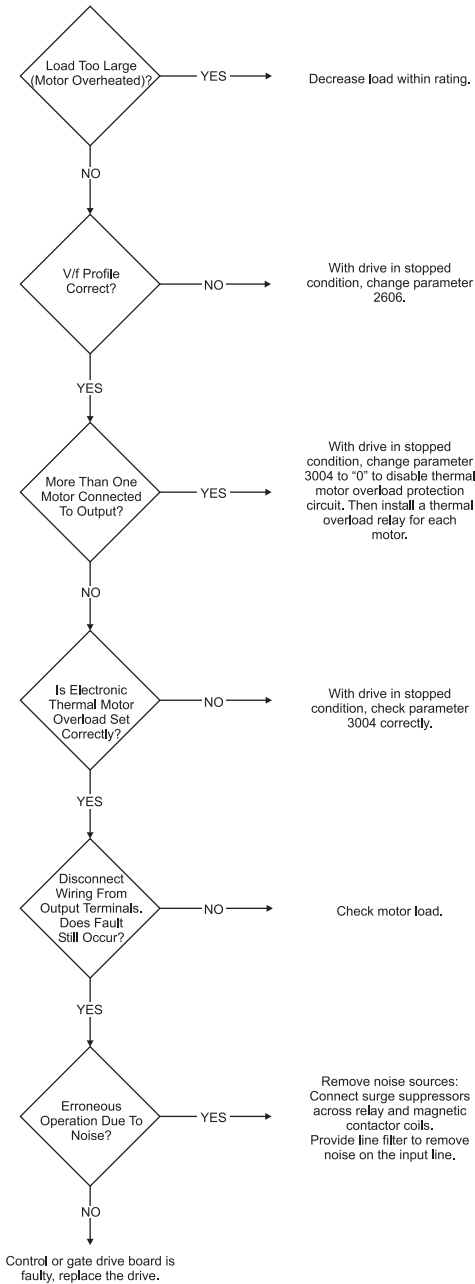 Load Too Large
(Motor Overheated)?
YES
Decrease load within rating.
NO
V/f Profile
Correct?
NO
With drive in stopped
condition, change parameter
2606.
YES
More Than One
Motor Connected
To Output?
YES
With drive in stopped
condition, change parameter
3004 to “0” to disable thermal
motor overload protection
circuit. Then install a thermal
overload relay for each
motor.
NO
Is Electronic
Thermal Motor
Overload Set
Correctly?
NO
With drive in stopped
condition, check parameter
3004 correctly.
YES
Disconnect
Wiring From
Output Terminals.
Does Fault
Still Occur?
NO
Check motor load.
YES
Erroneous
Operation Due To
Noise?
YES
Remove noise sources:
Connect surge suppressors
across relay and magnetic
contactor coils.
Provide line filter to remove
noise on the input line.
NO
Control or gate drive board is
faulty, replace the drive.